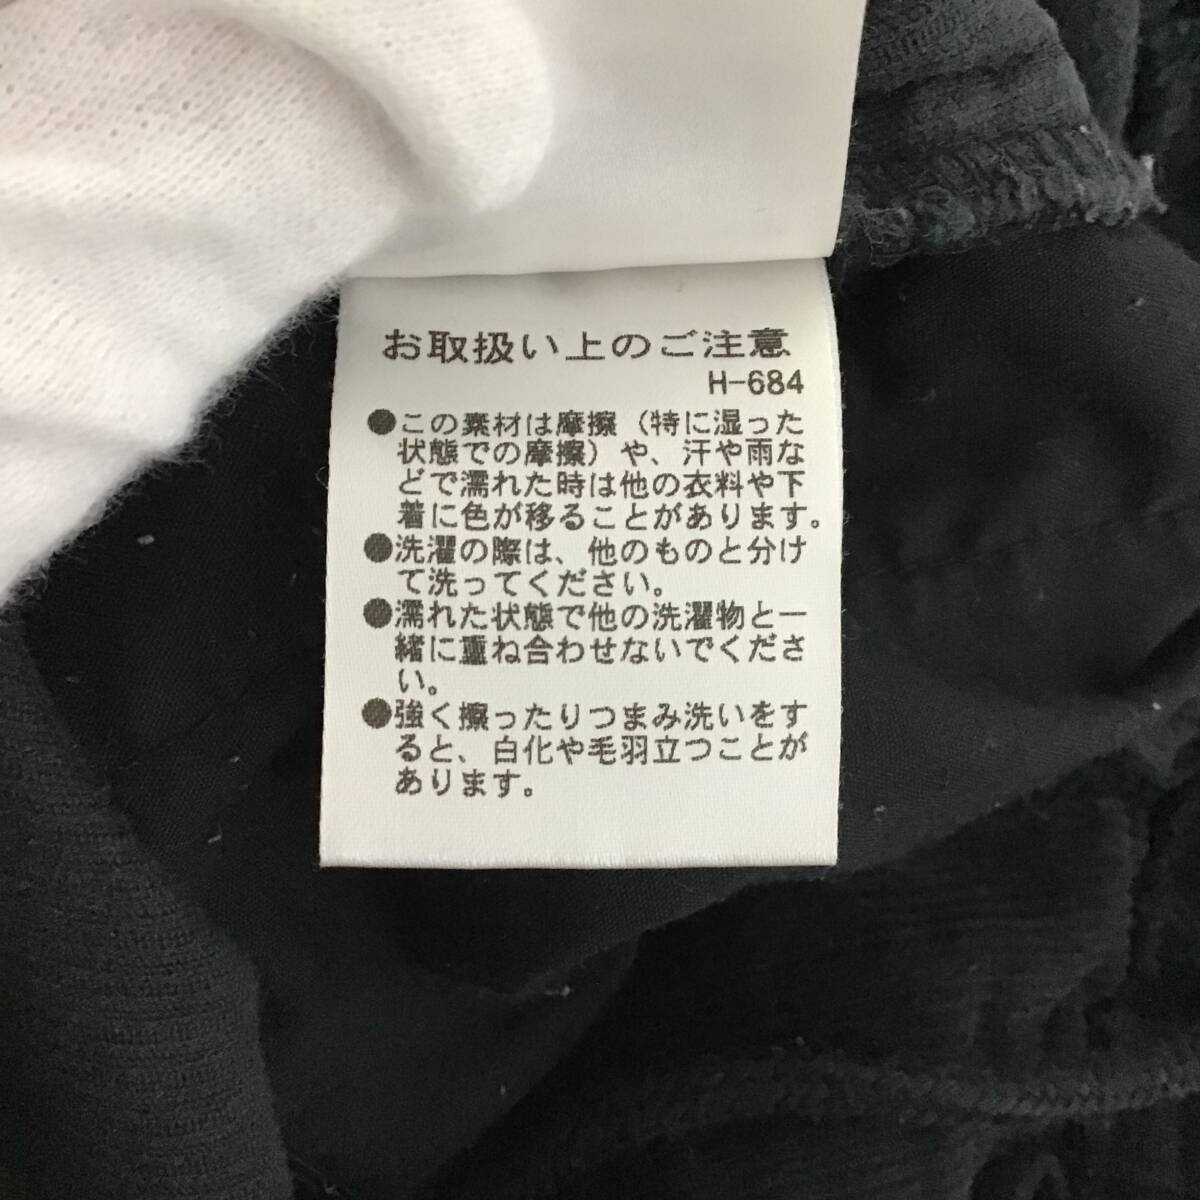 お取扱い上のご注意
H-684
●この素材は摩擦（特に湿った
状態での摩擦）や、汗や雨な
どで濡れた時は他の衣料や下
着に色が移ることがあります。
●洗濯の際は、他のものと分け
て洗ってください。
●濡れた状態で他の洗濯物と一
緒に重ね合わせないでくださ
い。
●強く擦ったりつまみ洗いをす
ると、白化や毛羽立つことが
あります。